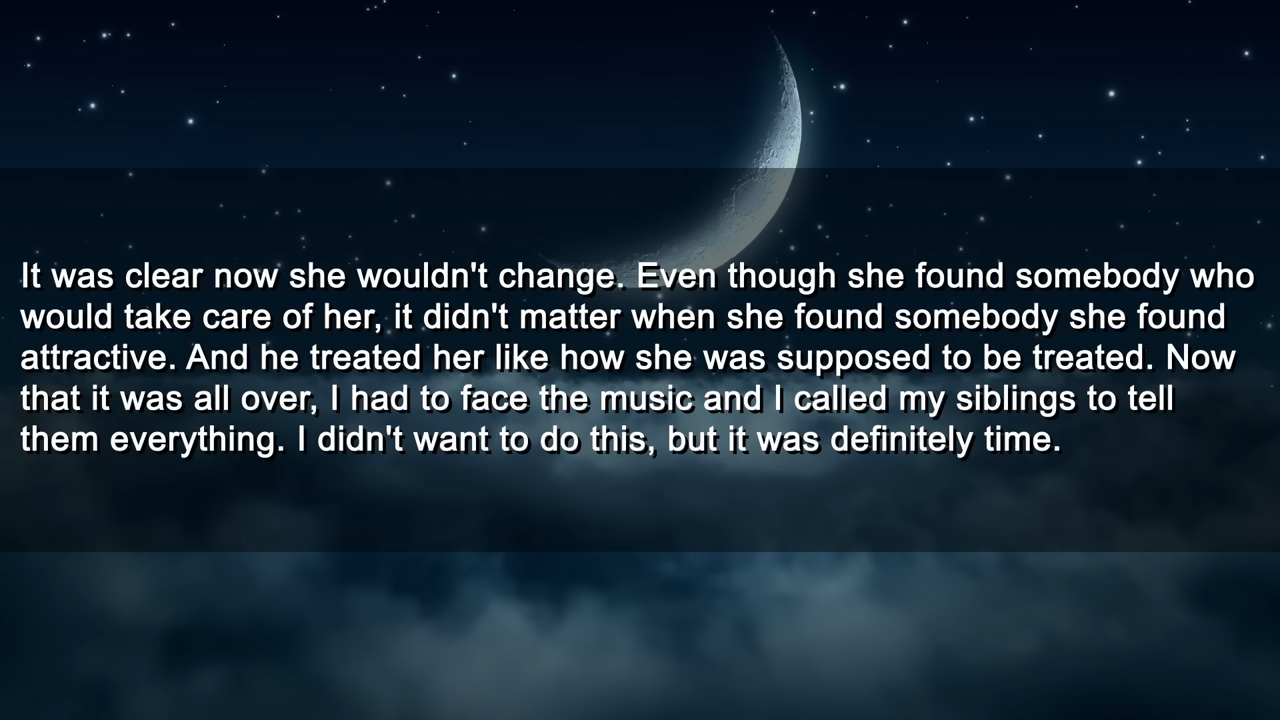 It was clear now she wouldn't change. Even though she found somebody who
would take care of her, it didn't matter when she found somebody she found
attractive. And he treated her like how she was supposed to be treated. Now
that it was all over, I had to face the music and I called my siblings to tell
them everything. I didn't want to do this, but it was definitely time.